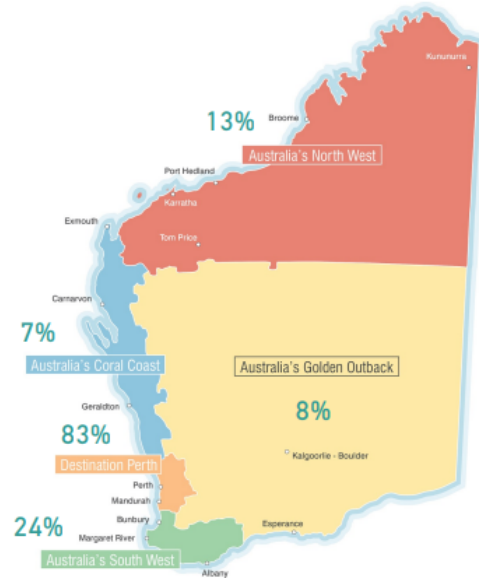 Kununurra
13%
Broome
Australia's North West
Port Hedland
Karratha
Exmouth
Tom Price
Carnarvon
7%
Australia's Coral Coast
Australia's Golden Outback
Geraldton
8%
83%
Kalgoorlie - Boulder
Destination Perth
Perth
Mandurah
Bunbury
24%
Esperance
Margaret River
Australia's South West
Albany